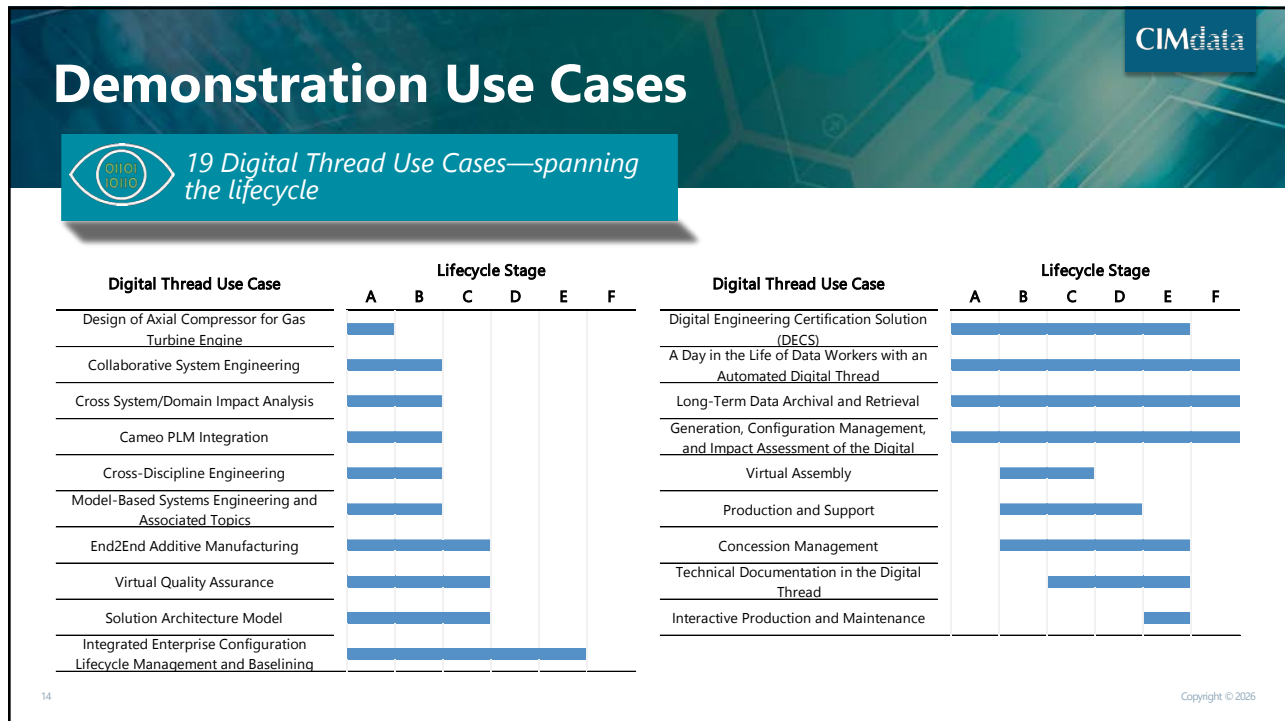 CIMdata
Demonstration Use Cases
01101
10110
19 Digital Thread Use Cases—spanning
the lifecycle
Digital Thread Use Case
Lifecycle Stage
A B C D E F
Design of Axial Compressor for Gas
Turbine Engine
Collaborative System Engineering
Cross System/Domain Impact Analysis
Cameo PLM Integration
Cross-Discipline Engineering
Model-Based Systems Engineering and
Associated Topics
End2End Additive Manufacturing
Virtual Quality Assurance
Solution Architecture Model
Integrated Enterprise Configuration
Lifecycle Management and Baselining
Digital Thread Use Case
Lifecycle Stage
A B C D E F
Digital Engineering Certification Solution
(DECS)
A Day in the Life of Data Workers with an
Automated Digital Thread
Long-Term Data Archival and Retrieval
Generation, Configuration Management,
and Impact Assessment of the Digital
Virtual Assembly
Production and Support
Concession Management
Technical Documentation in the Digital
Thread
Interactive Production and Maintenance
14
Copyright © 2026